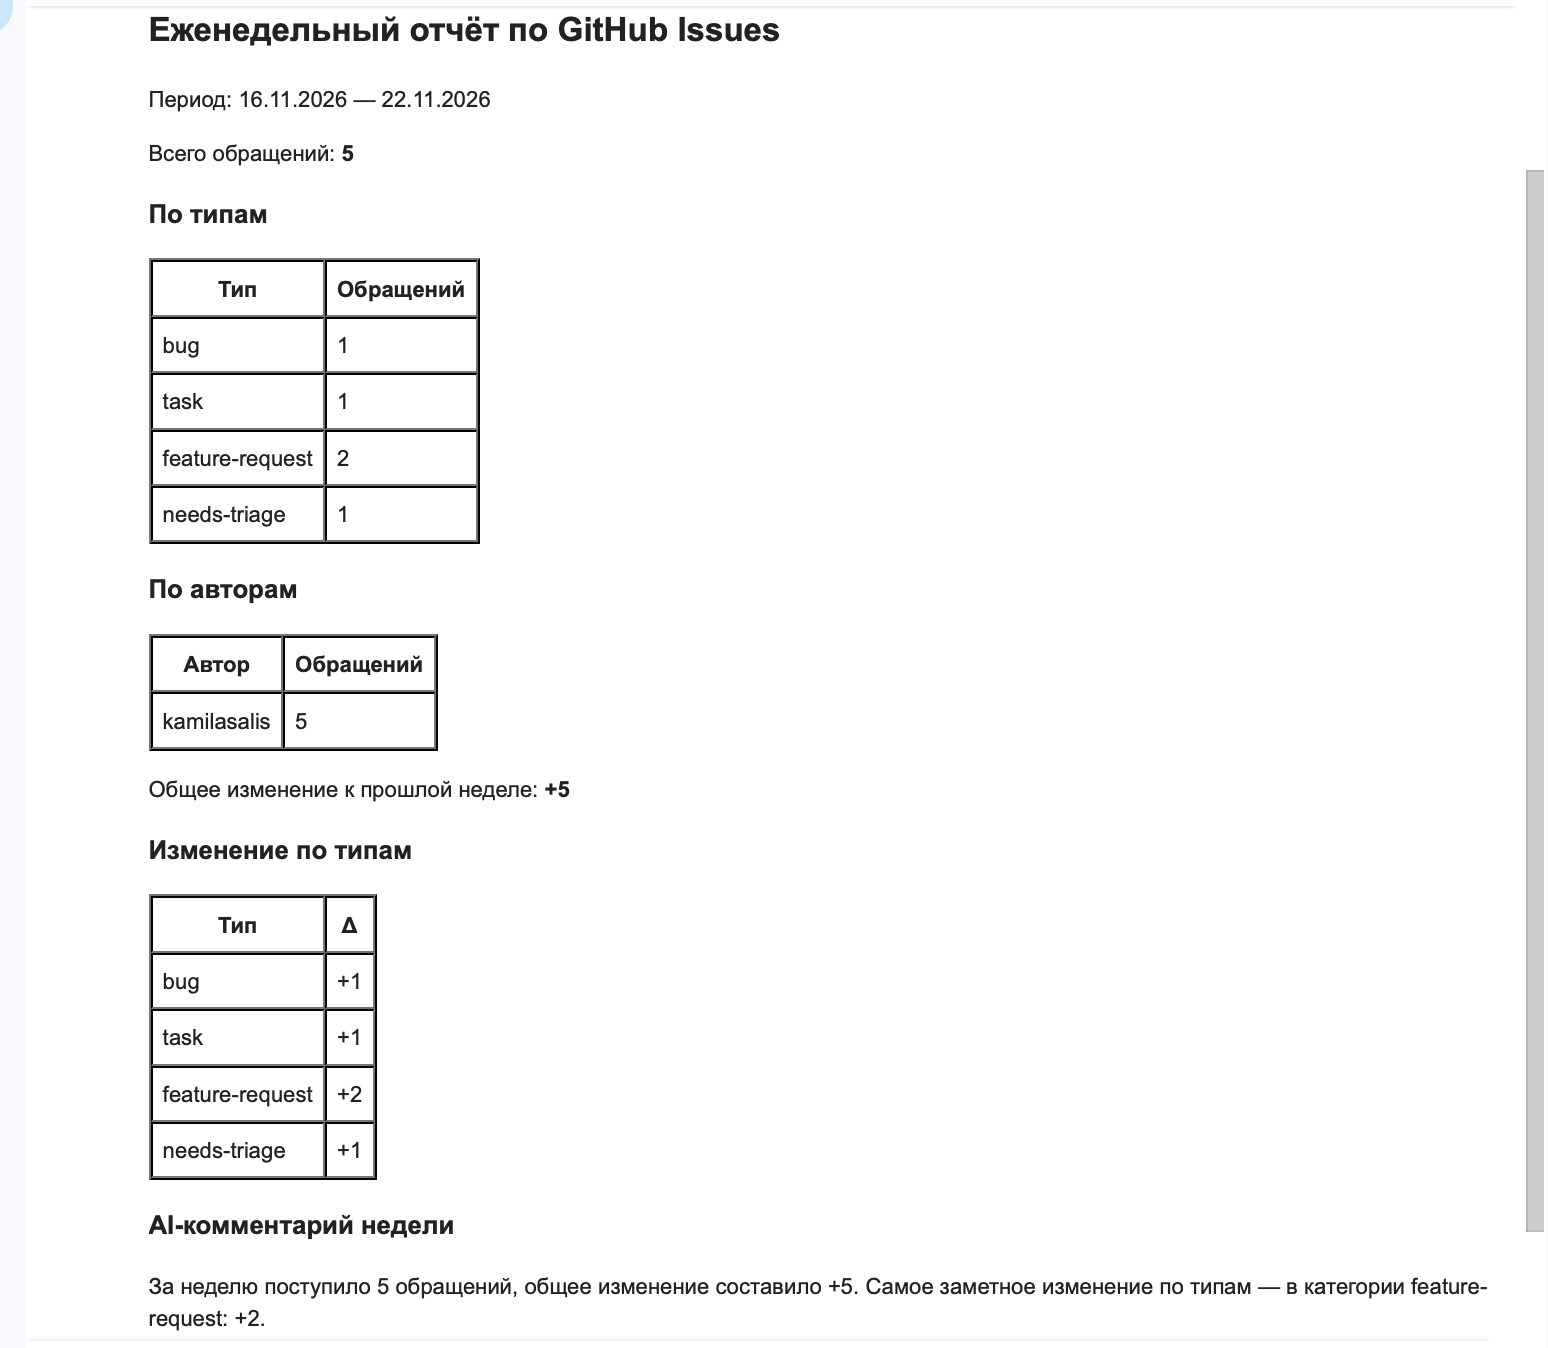 Еженедельный отчёт по GitHub Issues
Период: 16.11.2026 — 22.11.2026
Всего обращений: 5
По типам
Тип Обращений
bug 1
task 1
feature-request 2
needs-triage 1
По авторам
Автор Обращений
kamilasalis 5
Общее изменение к прошлой неделе: +5
Изменение по типам
Тип Δ
bug +1
task +1
feature-request +2
needs-triage +1
AI-комментарий недели
За неделю поступило 5 обращений, общее изменение составило +5. Самое заметное изменение по типам — в категории feature-
request: +2.